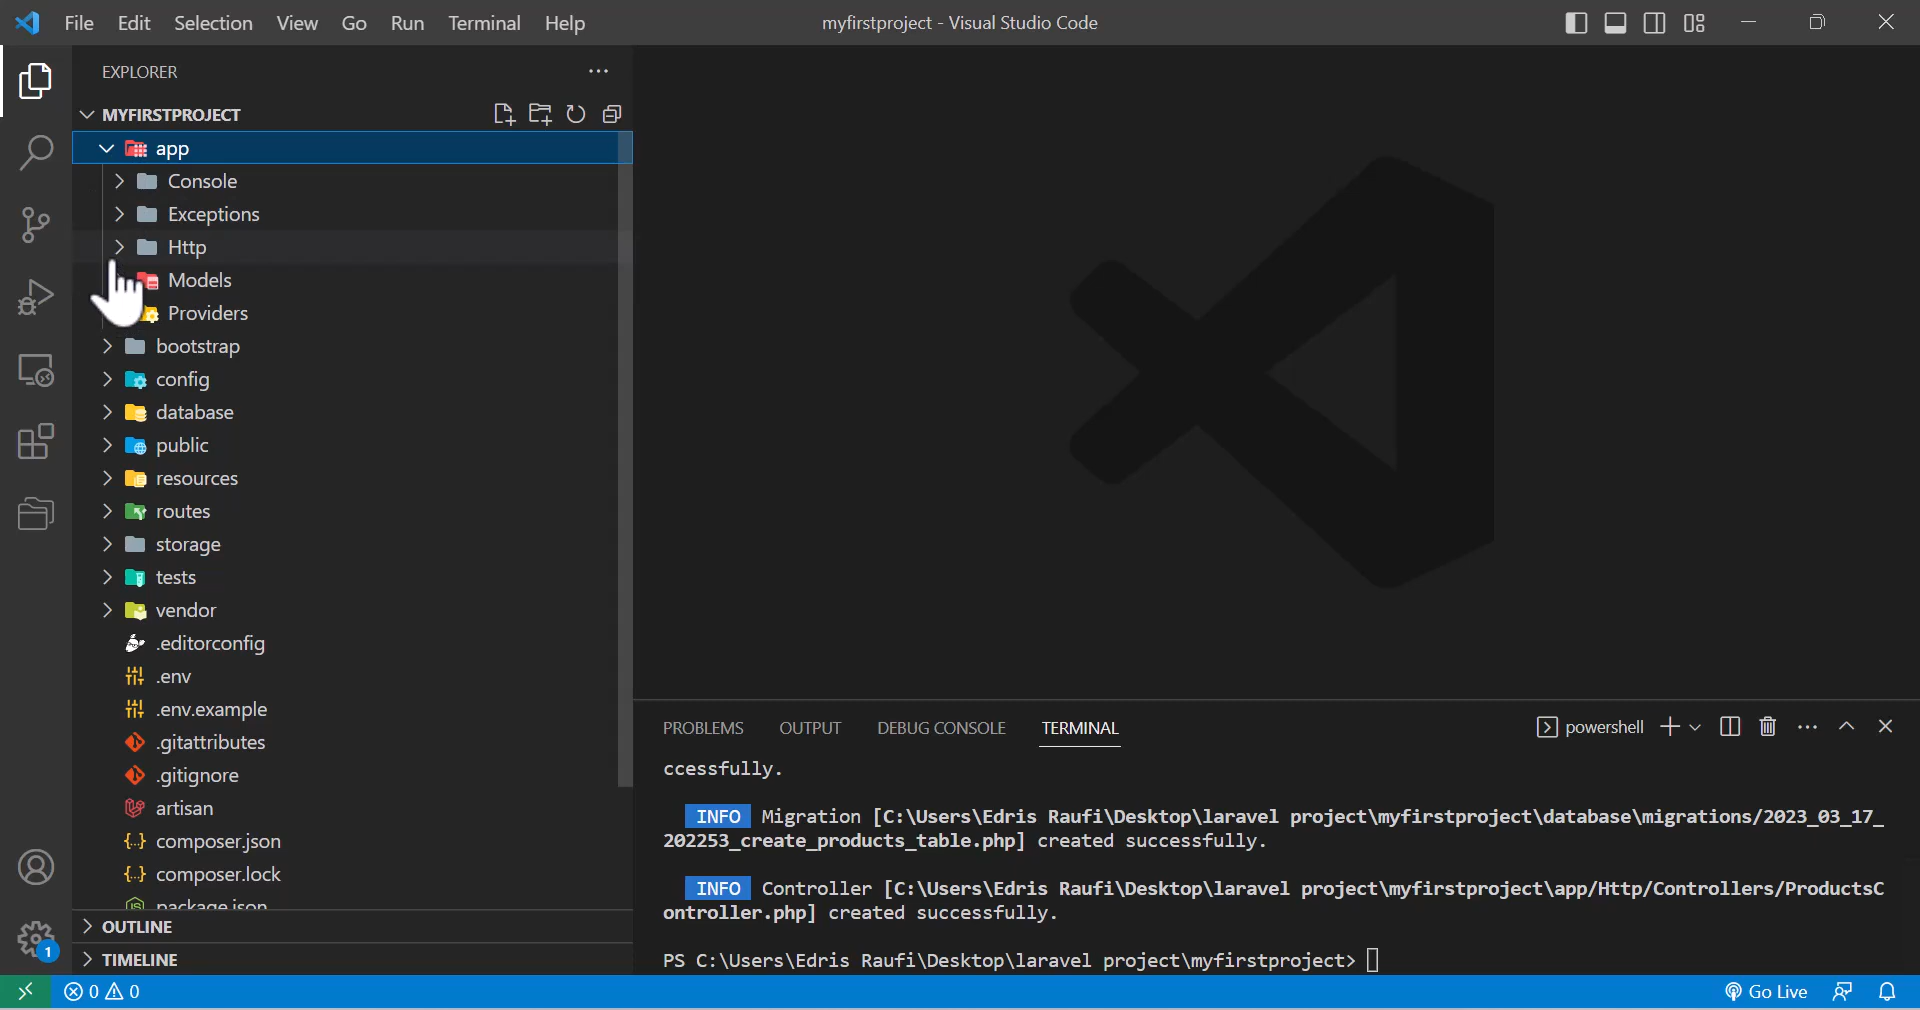 File Edit Selection View Go Run Terminal Help
myfirstproject - Visual Studio Code
EXPLORER
MYFIRSTPROJECT
app
Console
Exceptions
Http
Models
Providers
bootstrap
config
database
public
resources
routes
storage
tests
vendor
.editorconfig
.env
.env.example
.gitattributes
.gitignore
artisan
composer.json
composer.lock
package.json
OUTLINE
TIMELINE
PROBLEMS OUTPUT DEBUG CONSOLE TERMINAL
powershell
ccessfully.
INFO Migration [C:\Users\Edris Raufi\Desktop\laravel project\myfirstproject\database\migrations/2023_03_17_
202253_create_products_table.php] created successfully.
INFO Controller [C:\Users\Edris Raufi\Desktop\laravel project\myfirstproject\app/Http/Controllers/ProductsC
ontroller.php] created successfully.
PS C:\Users\Edris Raufi\Desktop\laravel project\myfirstproject>
1
0 0
Go Live